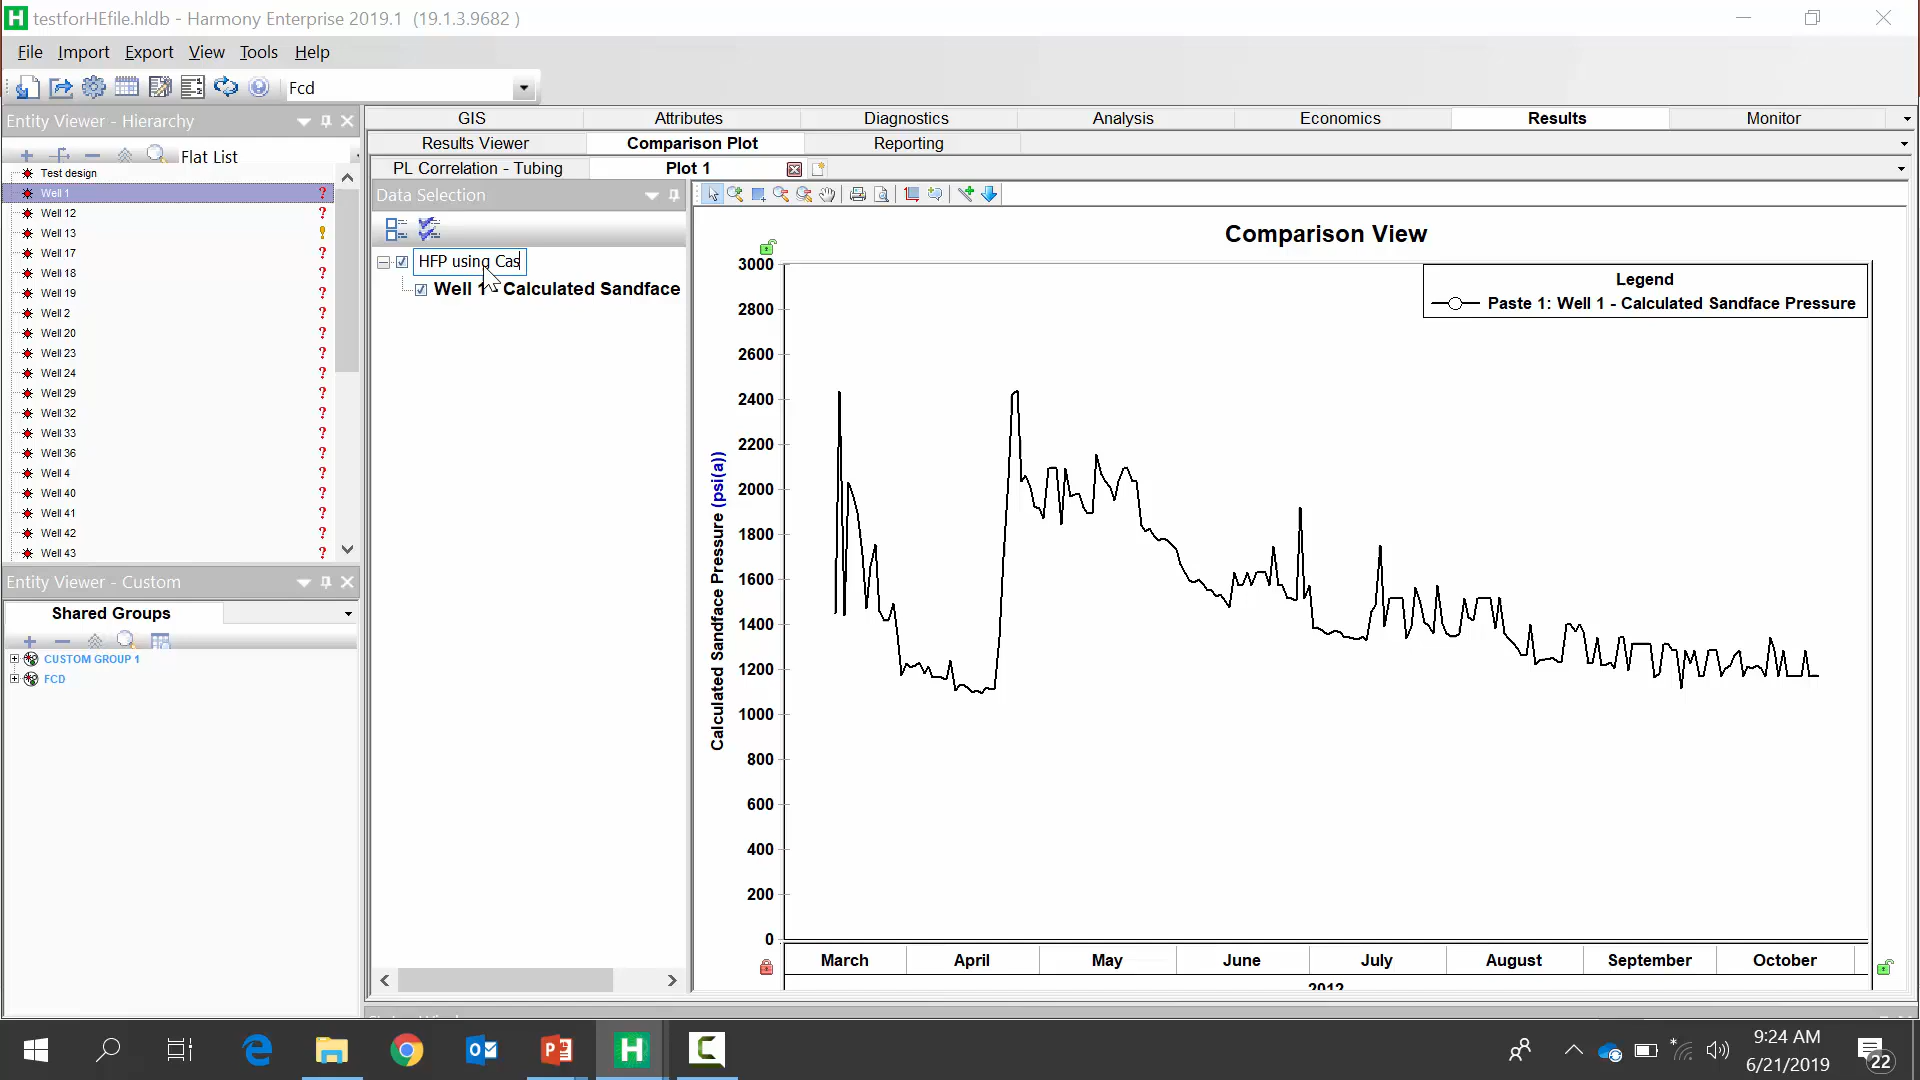 testforHEfile.hldb - Harmony Enterprise 2019.1 (19.1.3.9682 )
File Import Export View Tools Help
Fcd
Entity Viewer - Hierarchy
Flat List
Test design
Well 1 ?
Well 12 ?
Well 13 !
Well 17 ?
Well 18 ?
Well 19 ?
Well 2 ?
Well 20 ?
Well 23 ?
Well 24 ?
Well 29 ?
Well 32 ?
Well 33 ?
Well 36 ?
Well 4 ?
Well 40 ?
Well 41 ?
Well 42 ?
Well 43 ?
Entity Viewer - Custom
Shared Groups
CUSTOM GROUP 1
FCD
GIS Attributes Diagnostics Analysis Economics Results Monitor
Results Viewer Comparison Plot Reporting
PL Correlation - Tubing Plot 1
Data Selection
HFP using Cas
Well 1 - Calculated Sandface
Comparison View
Legend
Paste 1: Well 1 - Calculated Sandface Pressure
Calculated Sandface Pressure (psi(a))
3000
2800
2600
2400
2200
2000
1800
1600
1400
1200
1000
800
600
400
200
0
March April May June July August September October
2012
9:24 AM
6/21/2019
22